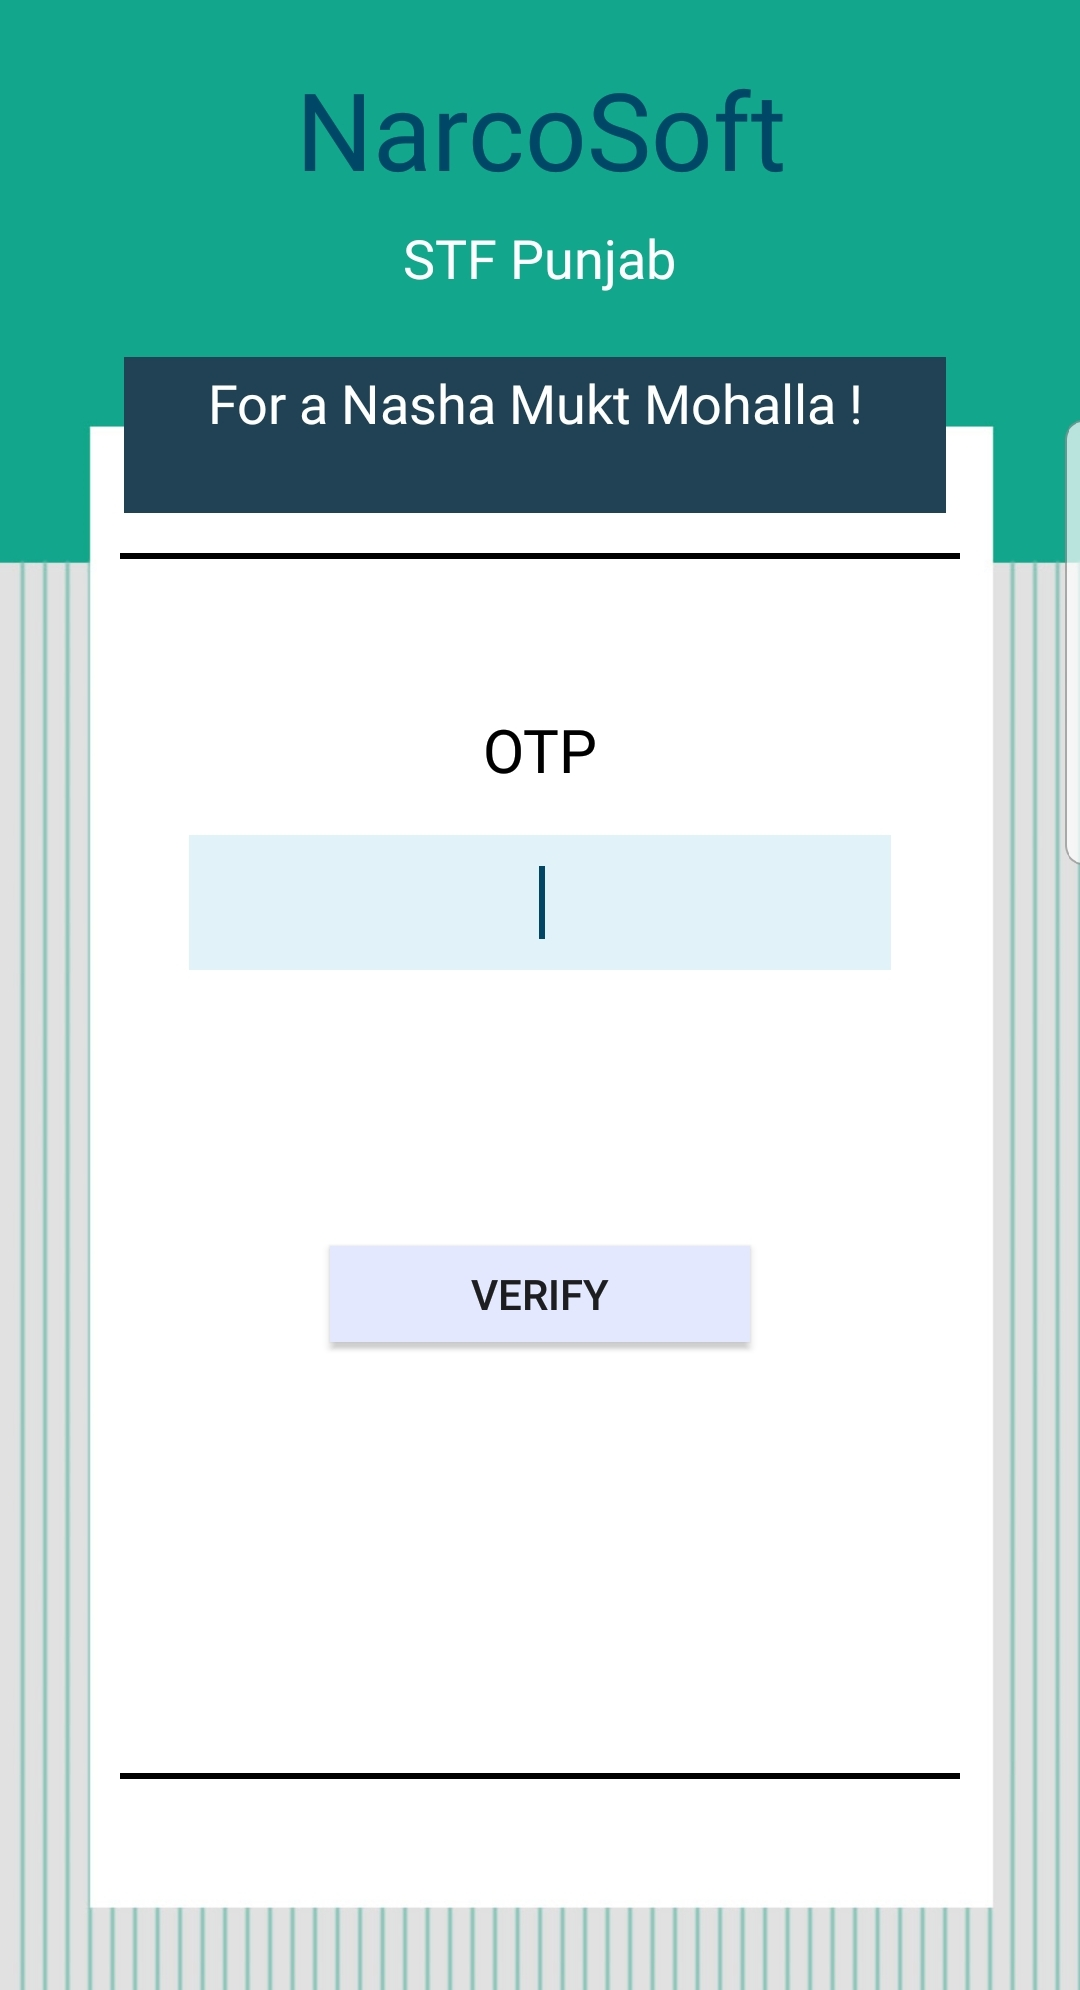 NarcoSoft
STF Punjab
For a Nasha Mukt Mohalla !
OTP
VERIFY